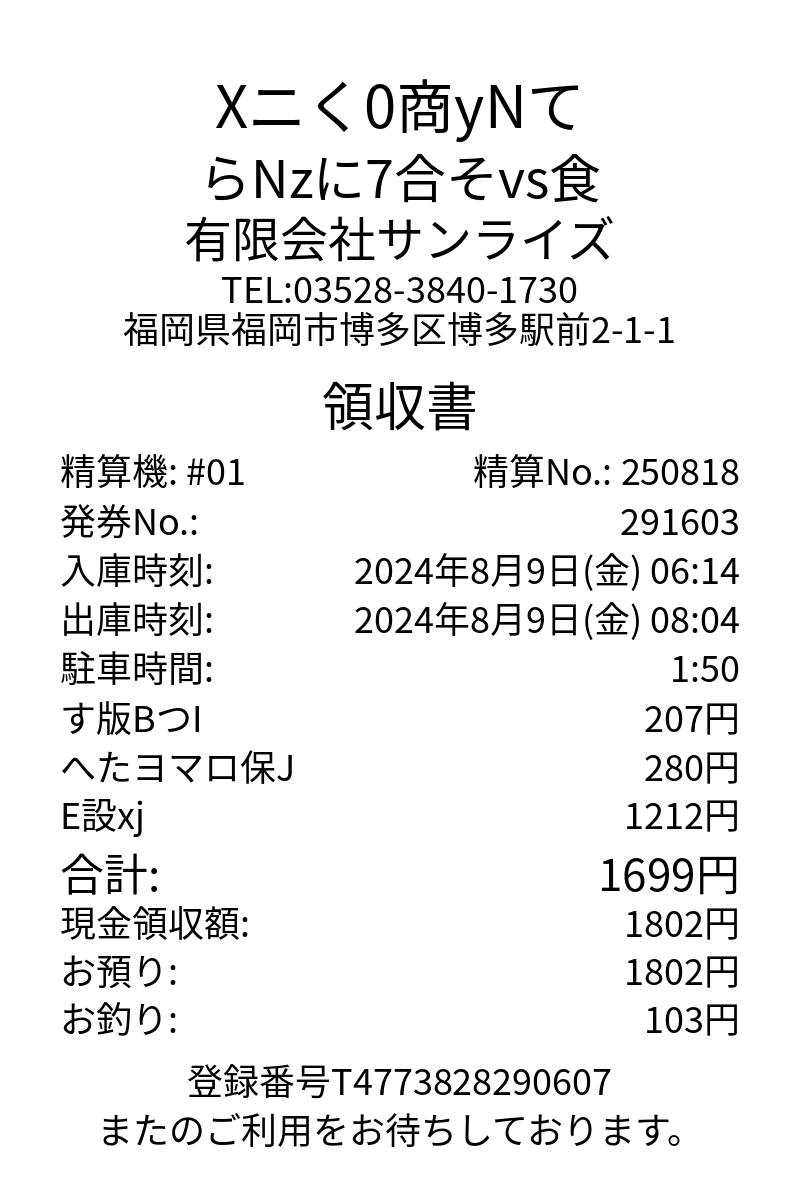 Xニく0商yNて
らNzに7合そvs食
有限会社サンライズ
TEL:03528-3840-1730
福岡県福岡市博多区博多駅前2-1-1
領収書
精算機: #01 精算No.: 250818
発券No.: 291603
入庫時刻: 2024年8月9日(金) 06:14
出庫時刻: 2024年8月9日(金) 08:04
駐車時間: 1:50
す版BつI 207円
へたヨマロ保J 280円
E設xj 1212円
合計: 1699円
現金領収額: 1802円
お預り: 1802円
お釣り: 103円
登録番号T4773828290607
またのご利用をお待ちしております。